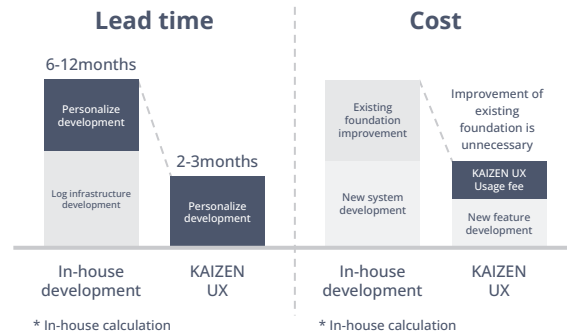 Lead time
6-12months
Personalize
development
Log infrastructure
development
2-3months
Personalize
development
In-house
development
KAIZEN
UX
* In-house calculation
Cost
Existing
foundation
improvement
New system
development
Improvement of
existing
foundation is
unnecessary
KAIZEN UX
Usage fee
New feature
development
In-house
development
KAIZEN
UX
* In-house calculation